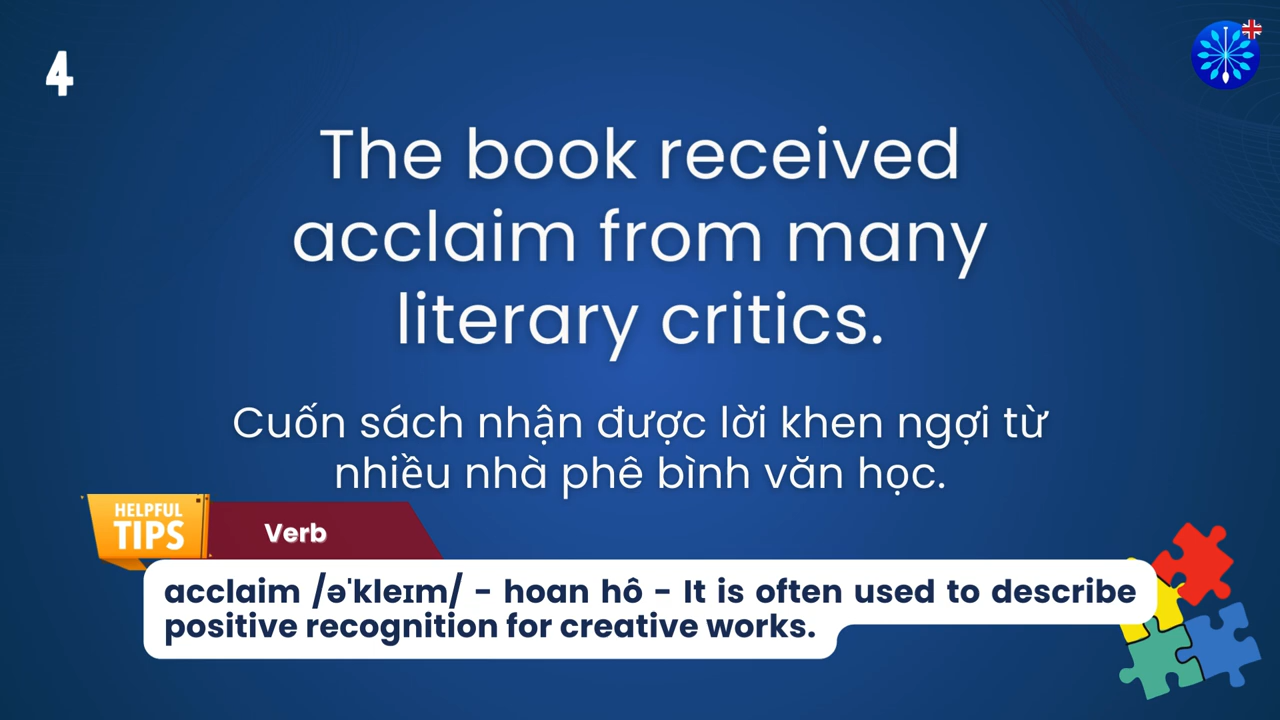 4
The book received
acclaim from many
literary critics.
Cuốn sách nhận được lời khen ngợi từ
nhiều nhà phê bình văn học.
HELPFUL
TIPS
Verb
acclaim /əˈkleɪm/ - hoan hô - It is often used to describe
positive recognition for creative works.